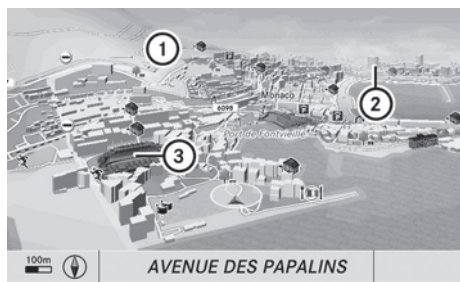 1
6098
Monaco
2
Port de Fontvieille
3
100m
AVENUE DES PAPALINS